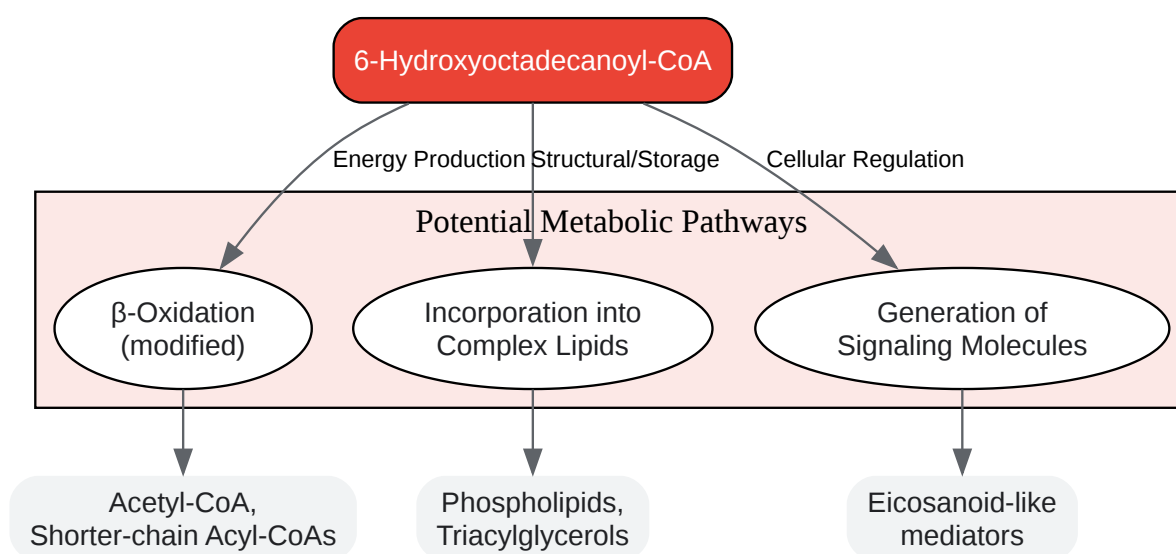 6-Hydroxyoctadecanoyl-CoA
Energy Production
Structural/Storage
Cellular Regulation
Potential Metabolic Pathways
β-Oxidation
(modified)
Incorporation into
Complex Lipids
Generation of
Signaling Molecules
Acetyl-CoA,
Shorter-chain Acyl-CoAs
Phospholipids,
Triacylglycerols
Eicosanoid-like
mediators